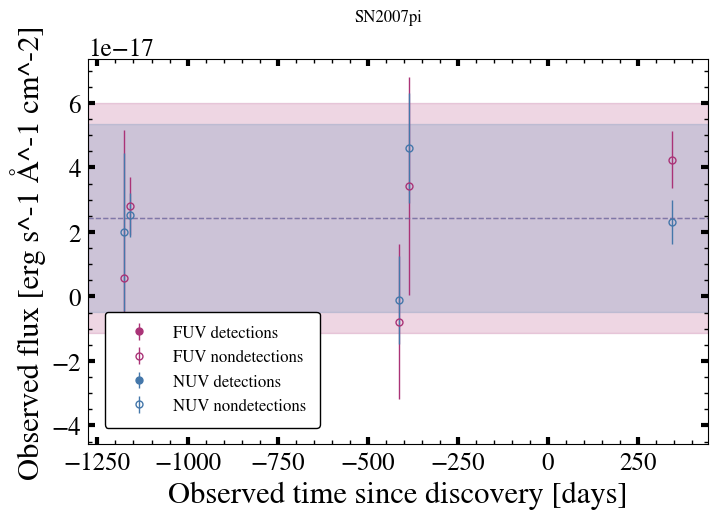 SN2007pi
1e−17
Observed flux [erg s^-1 Å^-1 cm^-2]
6
4
2
0
−2
−4
FUV detections
FUV nondetections
NUV detections
NUV nondetections
−1250 −1000 −750 −500 −250 0 250
Observed time since discovery [days]